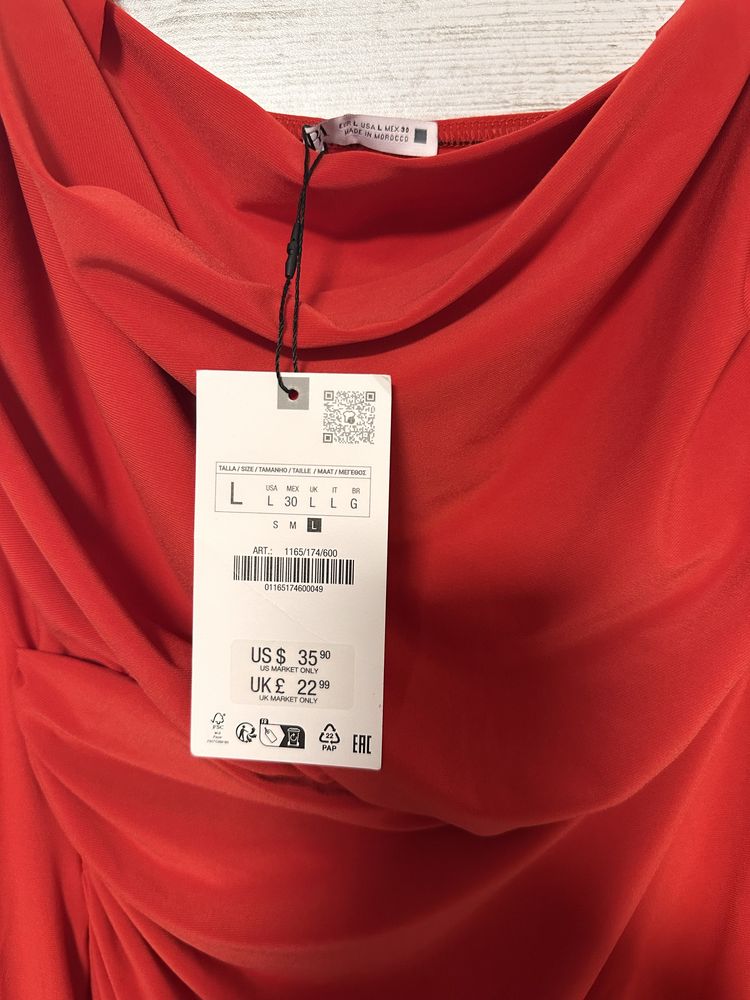 EUR L USA L MEX 30
MADE IN MOROCCO
TALLA / SIZE / TAMANHO / TAILLE / MAAT / ΜΕΓΕΘΟΣ
L
USA MEX UK IT BR
L 30 L L G
S M L
ART.: 1165/174/600
01165174600049
US $ 35 90
US MARKET ONLY
UK £ 22 99
UK MARKET ONLY
FSC
FR
22
PAP
EAC